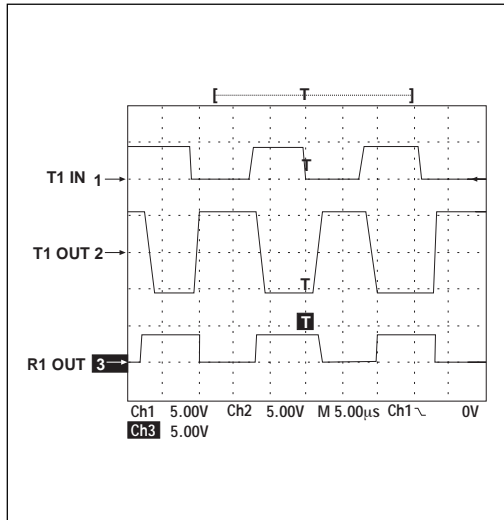 [ T ]
T1 IN 1
T
T1 OUT 2
T
T
R1 OUT 3
Ch1 5.00V Ch2 5.00V M 5.00µs Ch1 0V
Ch3 5.00V